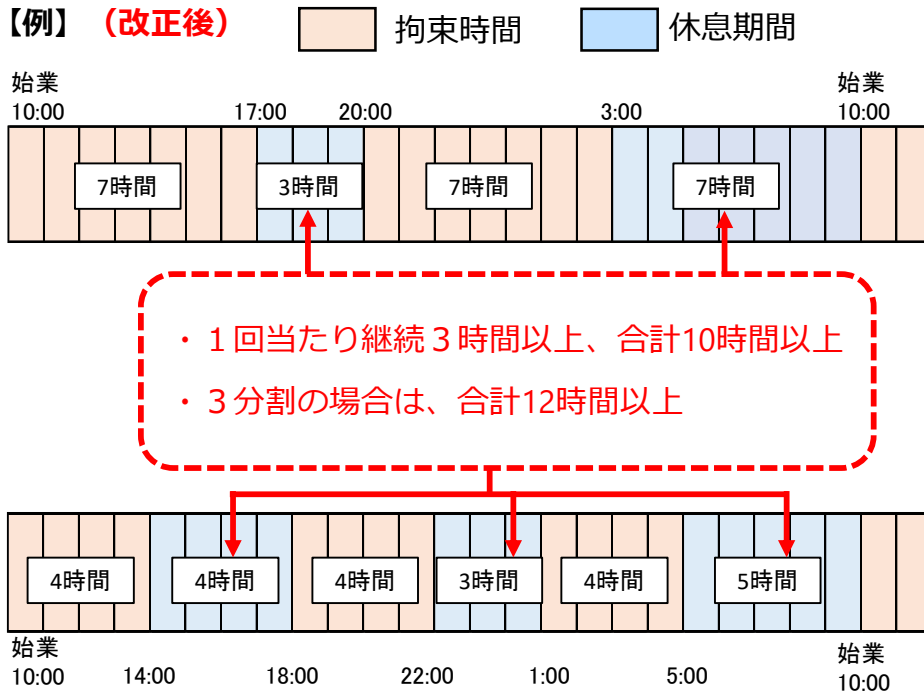 【例】（改正後）　拘束時間　休息期間
始業　始業
10:00　17:00　20:00　3:00　10:00
7時間　3時間　7時間　7時間
・１回当たり継続３時間以上、合計10時間以上
・３分割の場合は、合計12時間以上
4時間　4時間　4時間　3時間　4時間　5時間
始業　始業
10:00　14:00　18:00　22:00　1:00　5:00　10:00